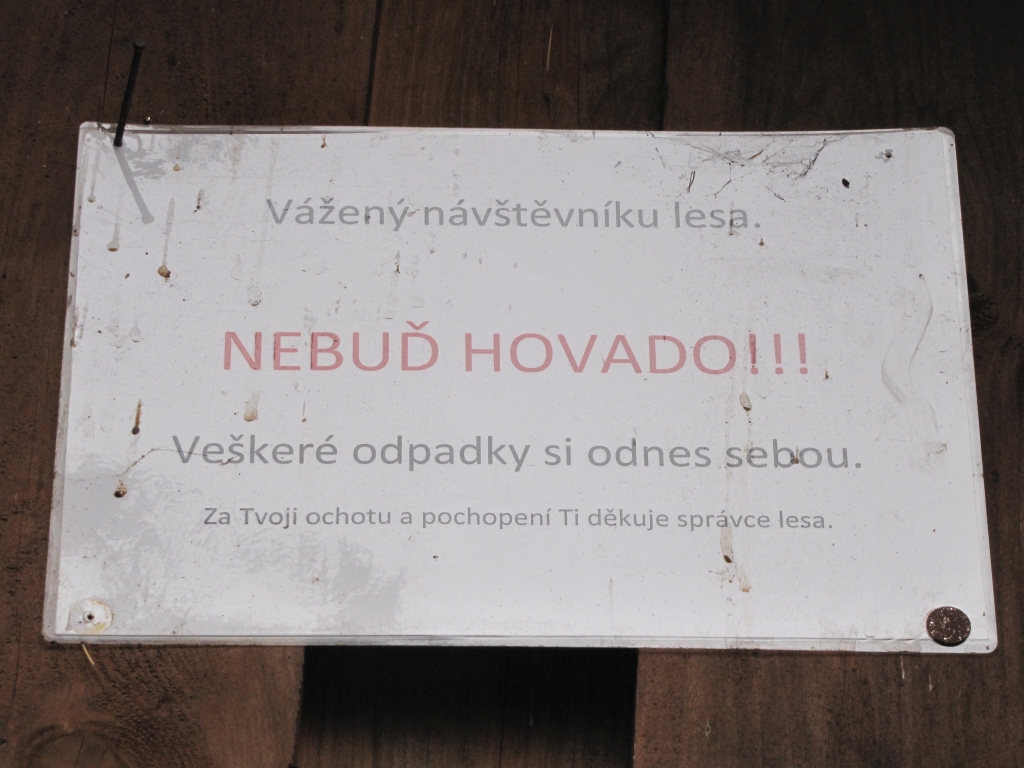 Vážený návštěvníku lesa.
NEBUĎ HOVADO!!!
Veškeré odpadky si odnes sebou.
Za Tvoji ochotu a pochopení Ti děkuje správce lesa.